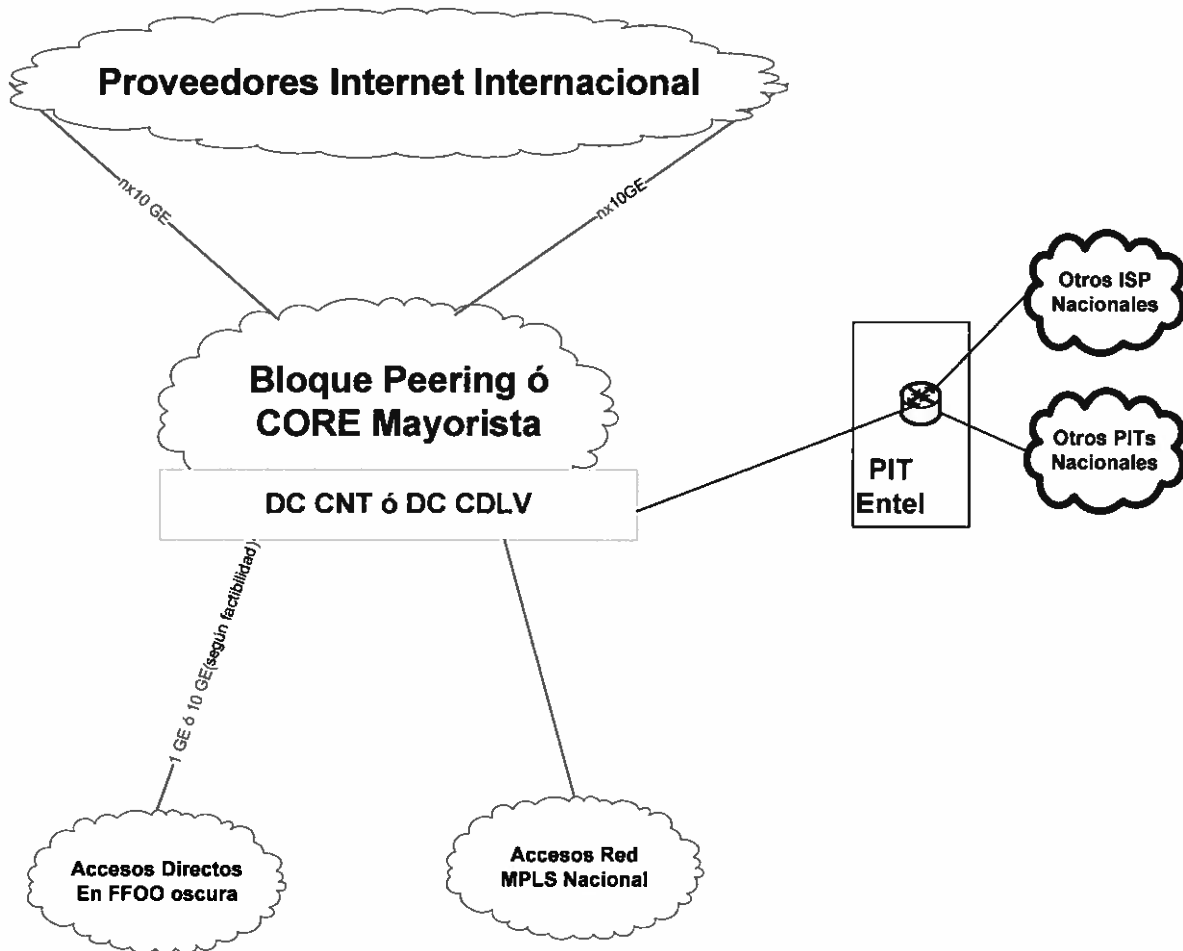 Proveedores Internet Internacional
nx10 GE
nx10GE
Bloque Peering ó
CORE Mayorista
DC CNT ó DC CDLV
Otros ISP
Nacionales
Otros PITs
Nacionales
PIT
Entel
1 GE ó 10 GE(según factibilidad)
Accesos Directos
En FFOO oscura
Accesos Red
MPLS Nacional